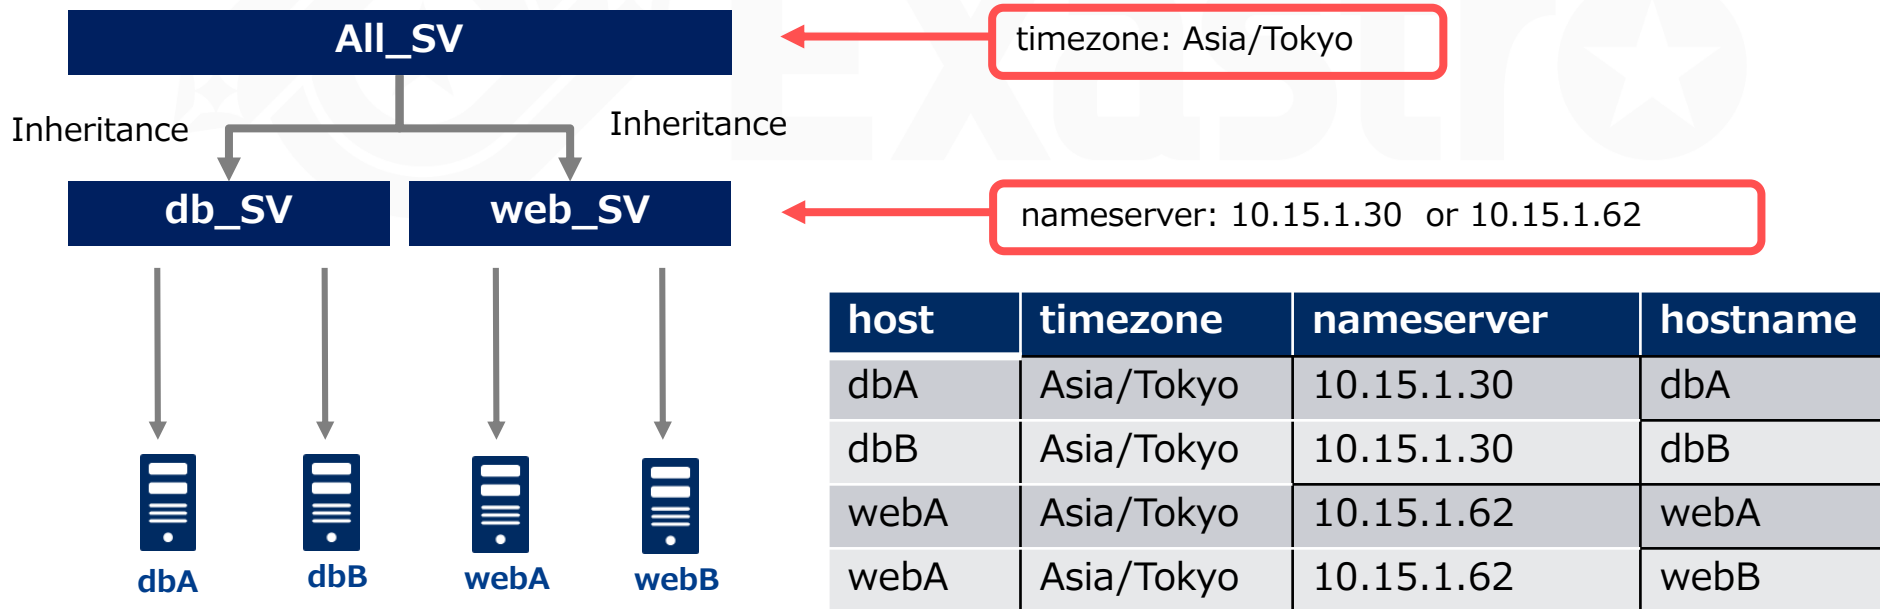 All_SV
timezone: Asia/Tokyo
Inheritance
Inheritance
db_SV
web_SV
nameserver: 10.15.1.30  or 10.15.1.62
host timezone nameserver hostname
dbA Asia/Tokyo 10.15.1.30 dbA
dbB Asia/Tokyo 10.15.1.30 dbB
webA Asia/Tokyo 10.15.1.62 webA
webA Asia/Tokyo 10.15.1.62 webB
dbA
dbB
webA
webB
Exastro